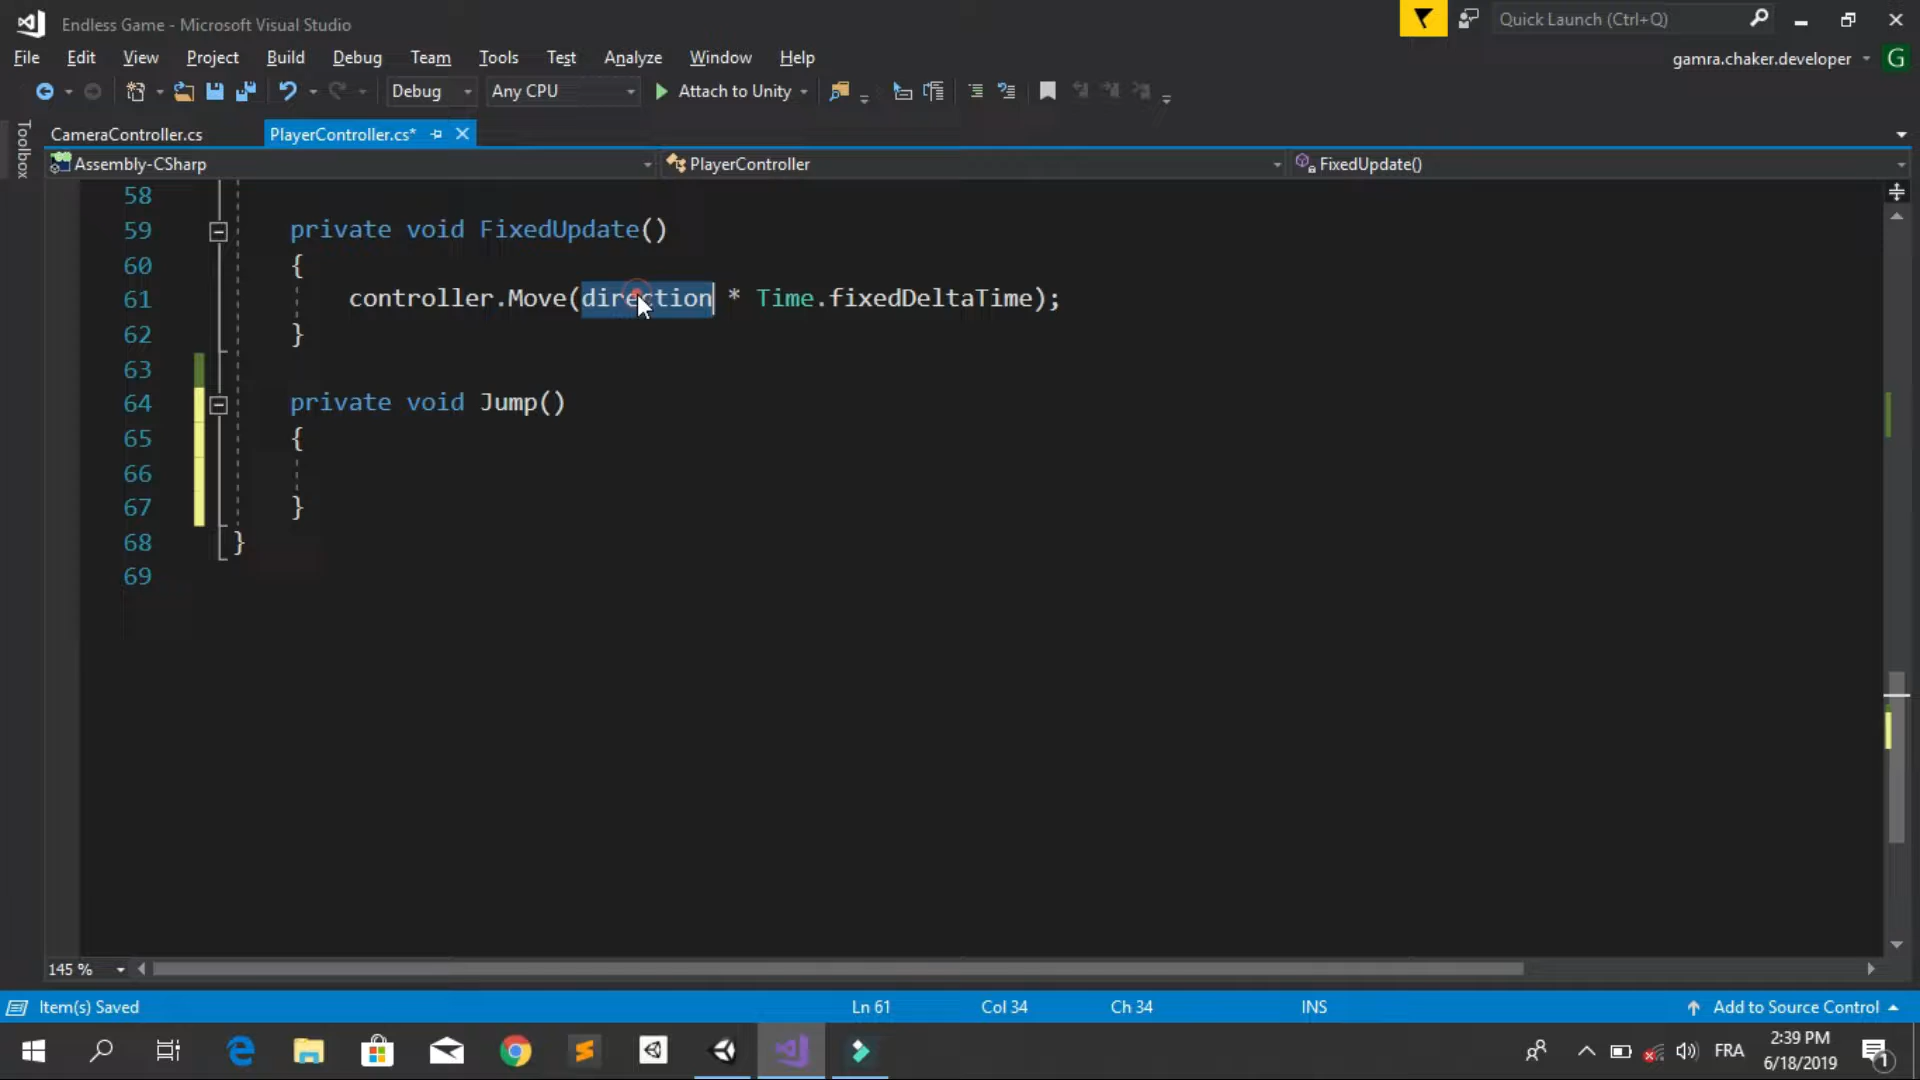 Endless Game - Microsoft Visual Studio
Quick Launch (Ctrl+Q)
File Edit View Project Build Debug Team Tools Test Analyze Window Help
gamra.chaker.developer G
Debug Any CPU Attach to Unity
Toolbox
CameraController.cs PlayerController.cs*
Assembly-CSharp PlayerController FixedUpdate()
58
59 private void FixedUpdate()
60 {
61 controller.Move(direction * Time.fixedDeltaTime);
62 }
63
64 private void Jump()
65 {
66
67 }
68 }
69
145 %
Item(s) Saved Ln 61 Col 34 Ch 34 INS Add to Source Control
FRA
2:39 PM
6/18/2019
1